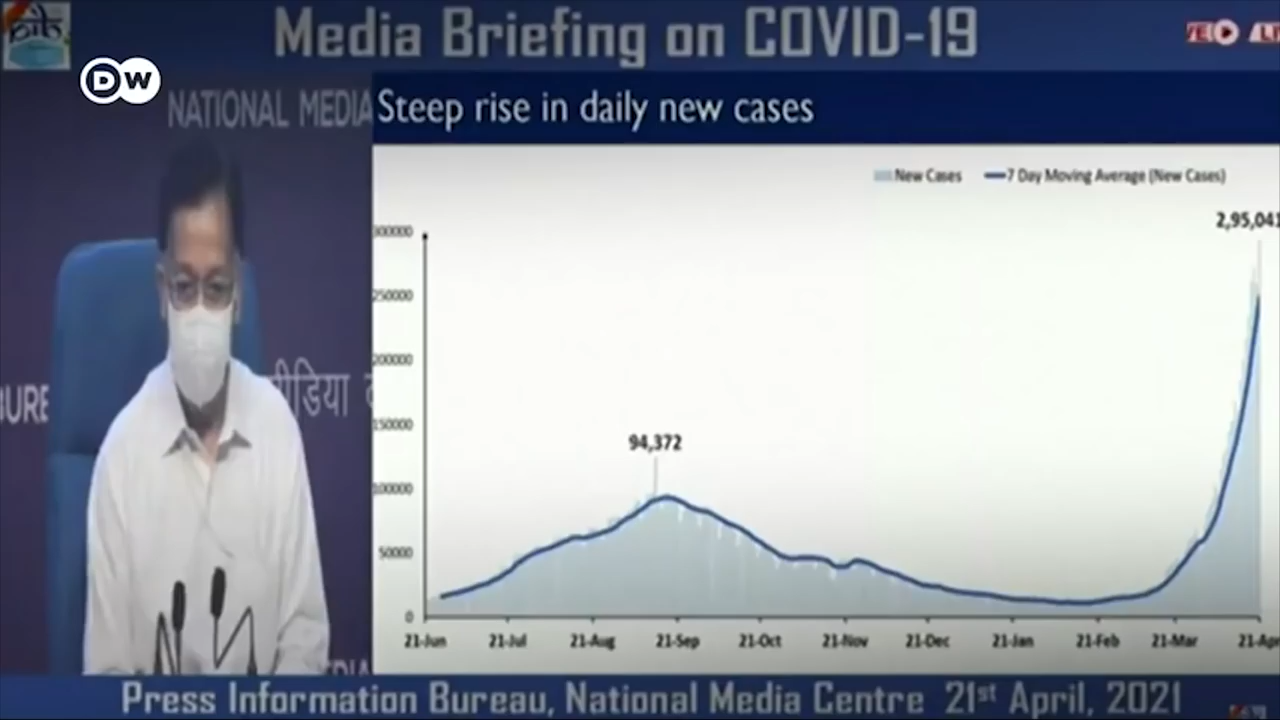 Media Briefing on COVID-19
DW
NATIONAL MEDIA
Steep rise in daily new cases
New Cases
7 Day Moving Average (New Cases)
2,95,041
300000
250000
200000
150000
100000
50000
0
94,372
21-Jun
21-Jul
21-Aug
21-Sep
21-Oct
21-Nov
21-Dec
21-Jan
21-Feb
21-Mar
21-Apr
BURE
मीडिया
Press Information Bureau, National Media Centre 21st April, 2021